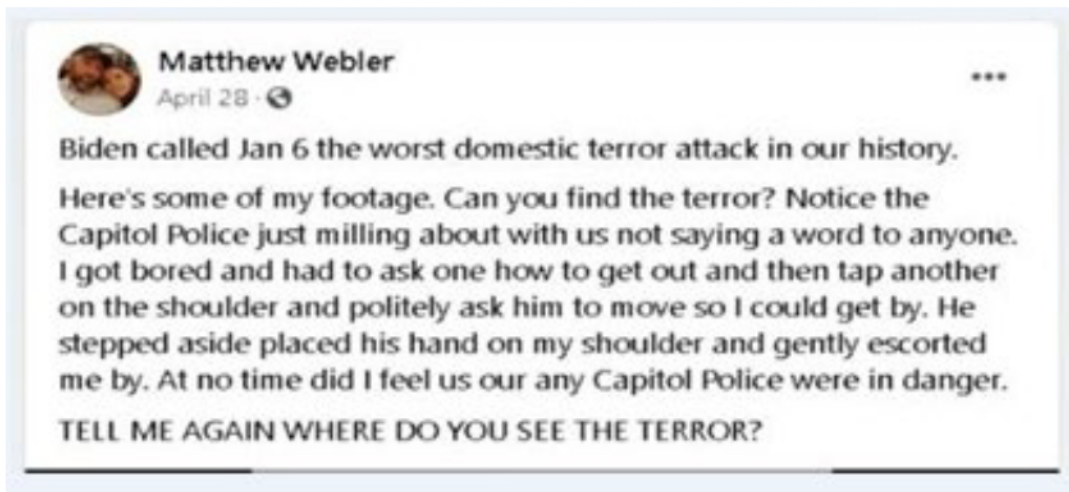 Matthew Webler
April 28 ·
Biden called Jan 6 the worst domestic terror attack in our history.
Here's some of my footage. Can you find the terror? Notice the
Capitol Police just milling about with us not saying a word to anyone.
I got bored and had to ask one how to get out and then tap another
on the shoulder and politely ask him to move so I could get by. He
stepped aside placed his hand on my shoulder and gently escorted
me by. At no time did I feel us our any Capitol Police were in danger.
TELL ME AGAIN WHERE DO YOU SEE THE TERROR?